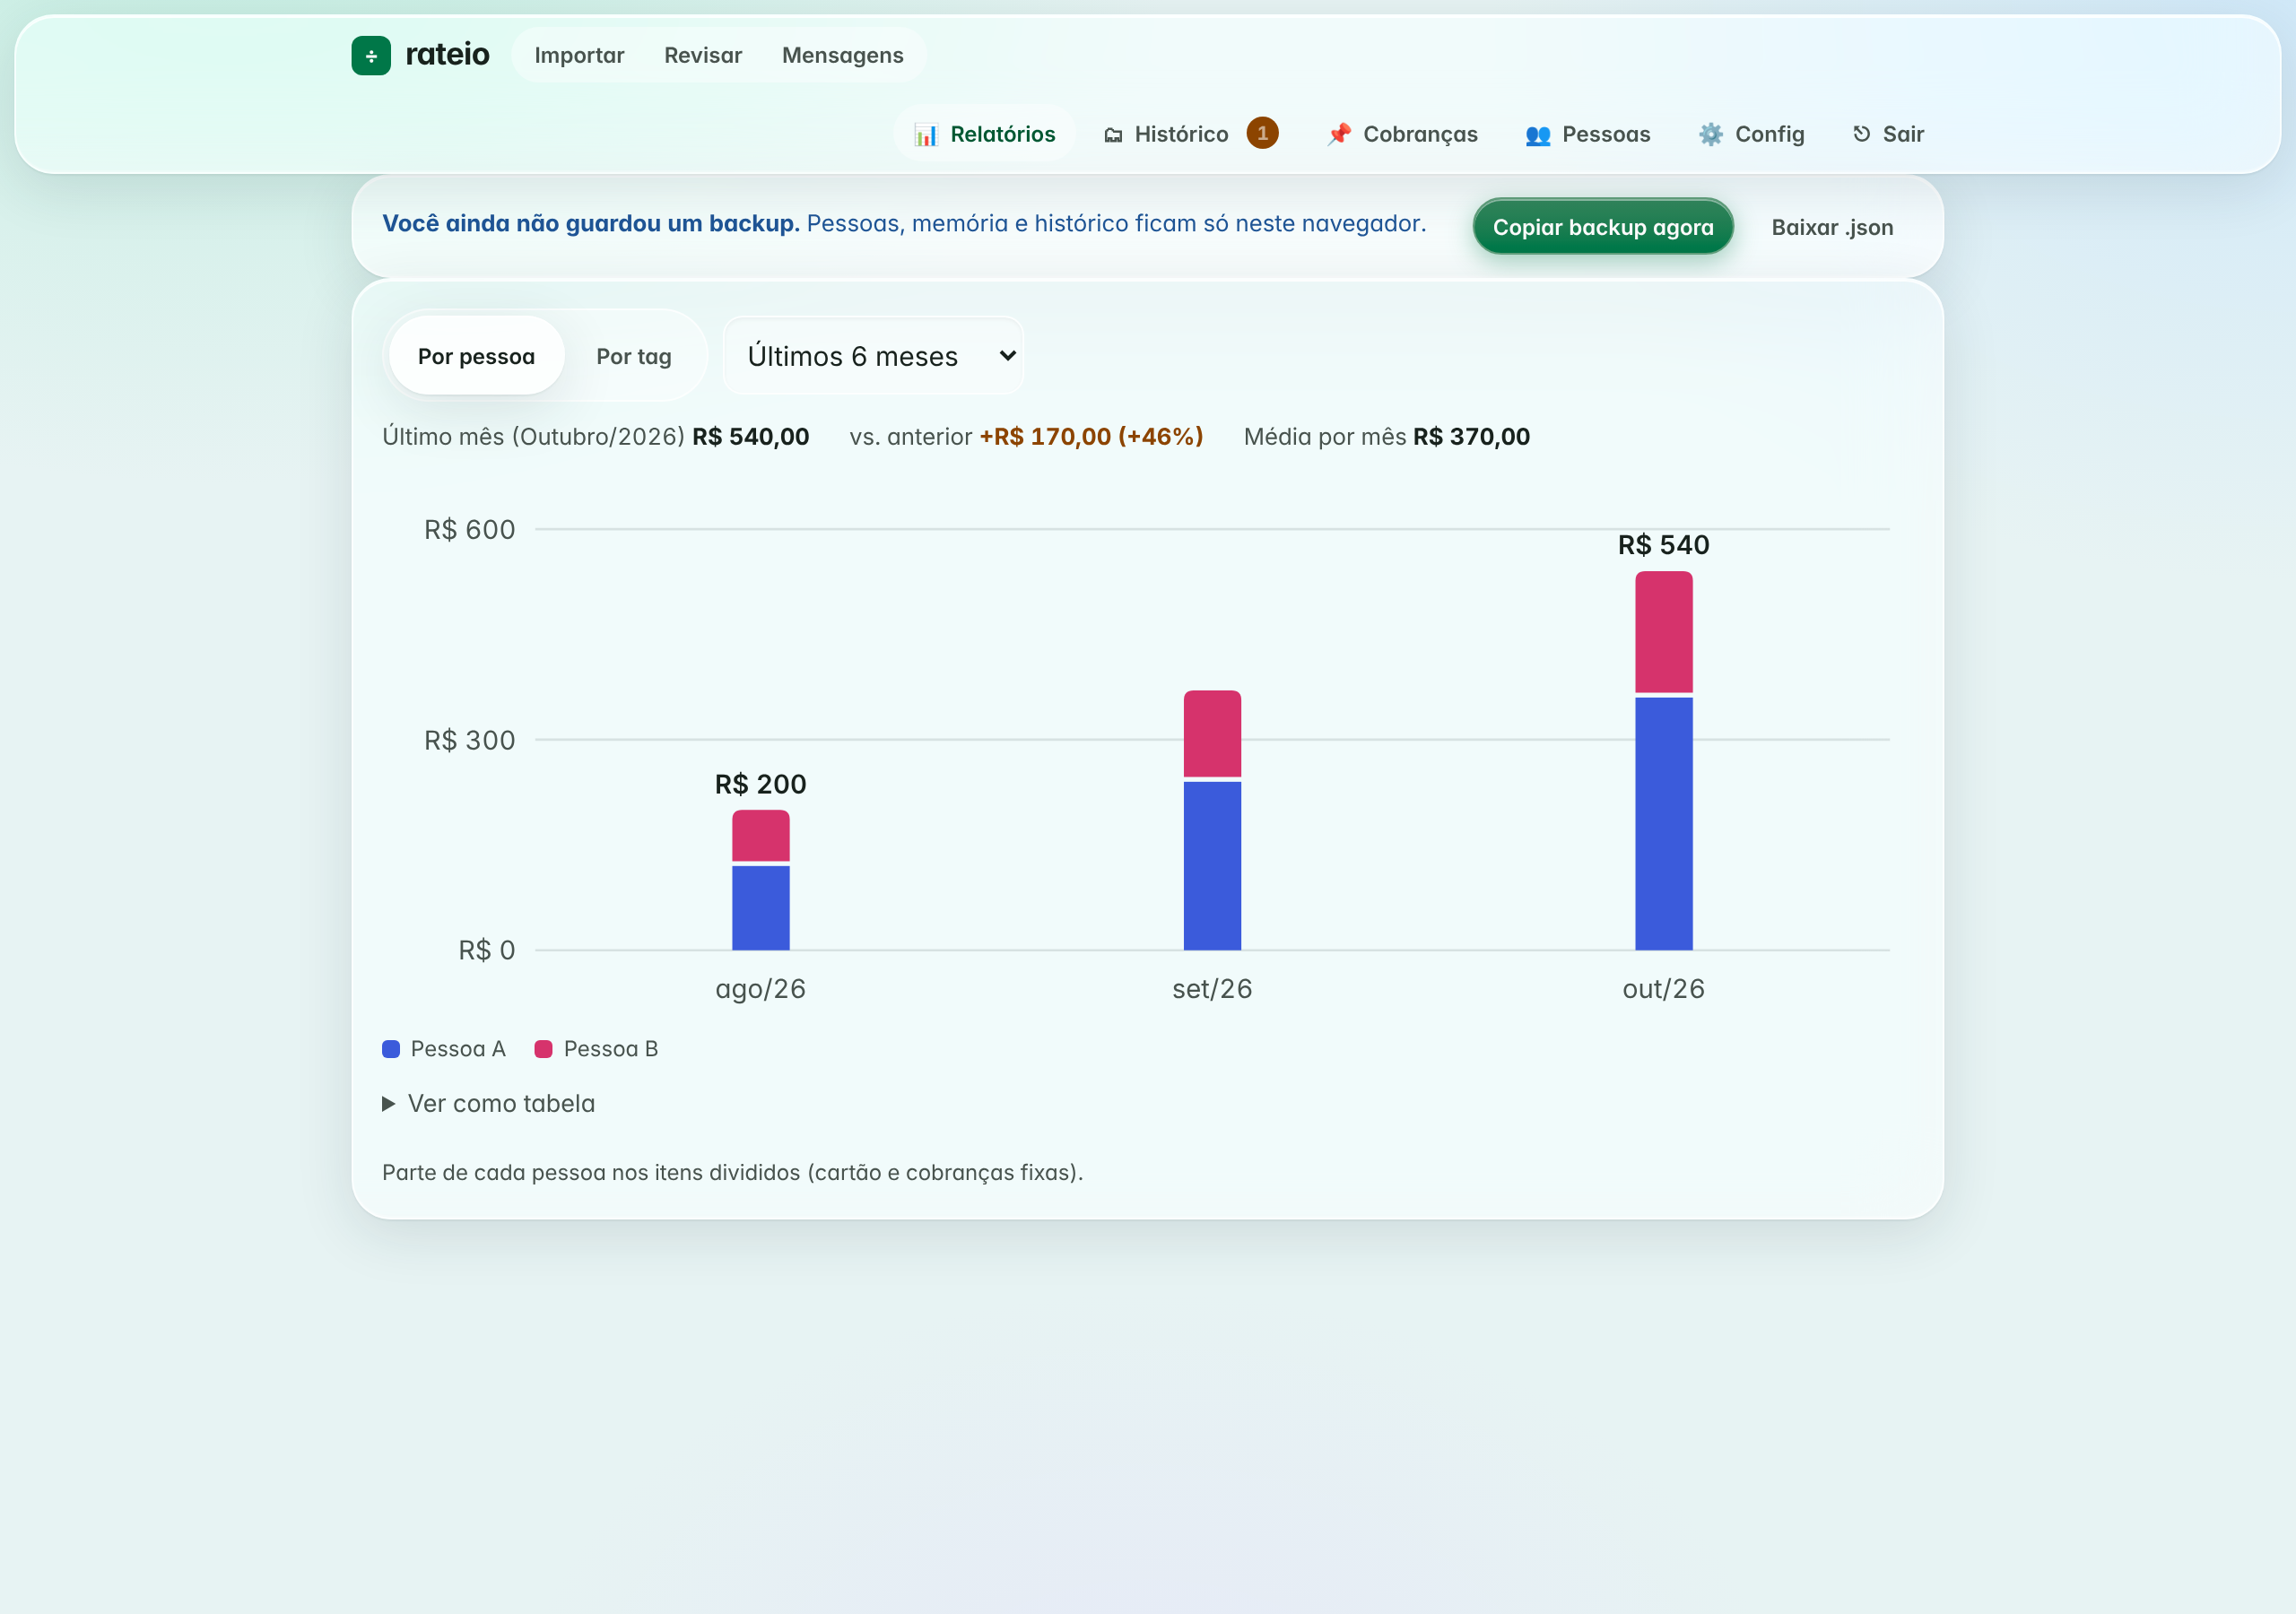 ÷ rateio Importar Revisar Mensagens
📊 Relatórios 🗂 Histórico 1 📌 Cobranças 👥 Pessoas ⚙️ Config ⎋ Sair
Você ainda não guardou um backup. Pessoas, memória e histórico ficam só neste navegador. Copiar backup agora Baixar .json
Por pessoa Por tag Últimos 6 meses
Último mês (Outubro/2026) R$ 540,00 vs. anterior +R$ 170,00 (+46%) Média por mês R$ 370,00
R$ 600
R$ 540
R$ 300
R$ 200
R$ 0
ago/26 set/26 out/26
Pessoa A Pessoa B
Ver como tabela
Parte de cada pessoa nos itens divididos (cartão e cobranças fixas).